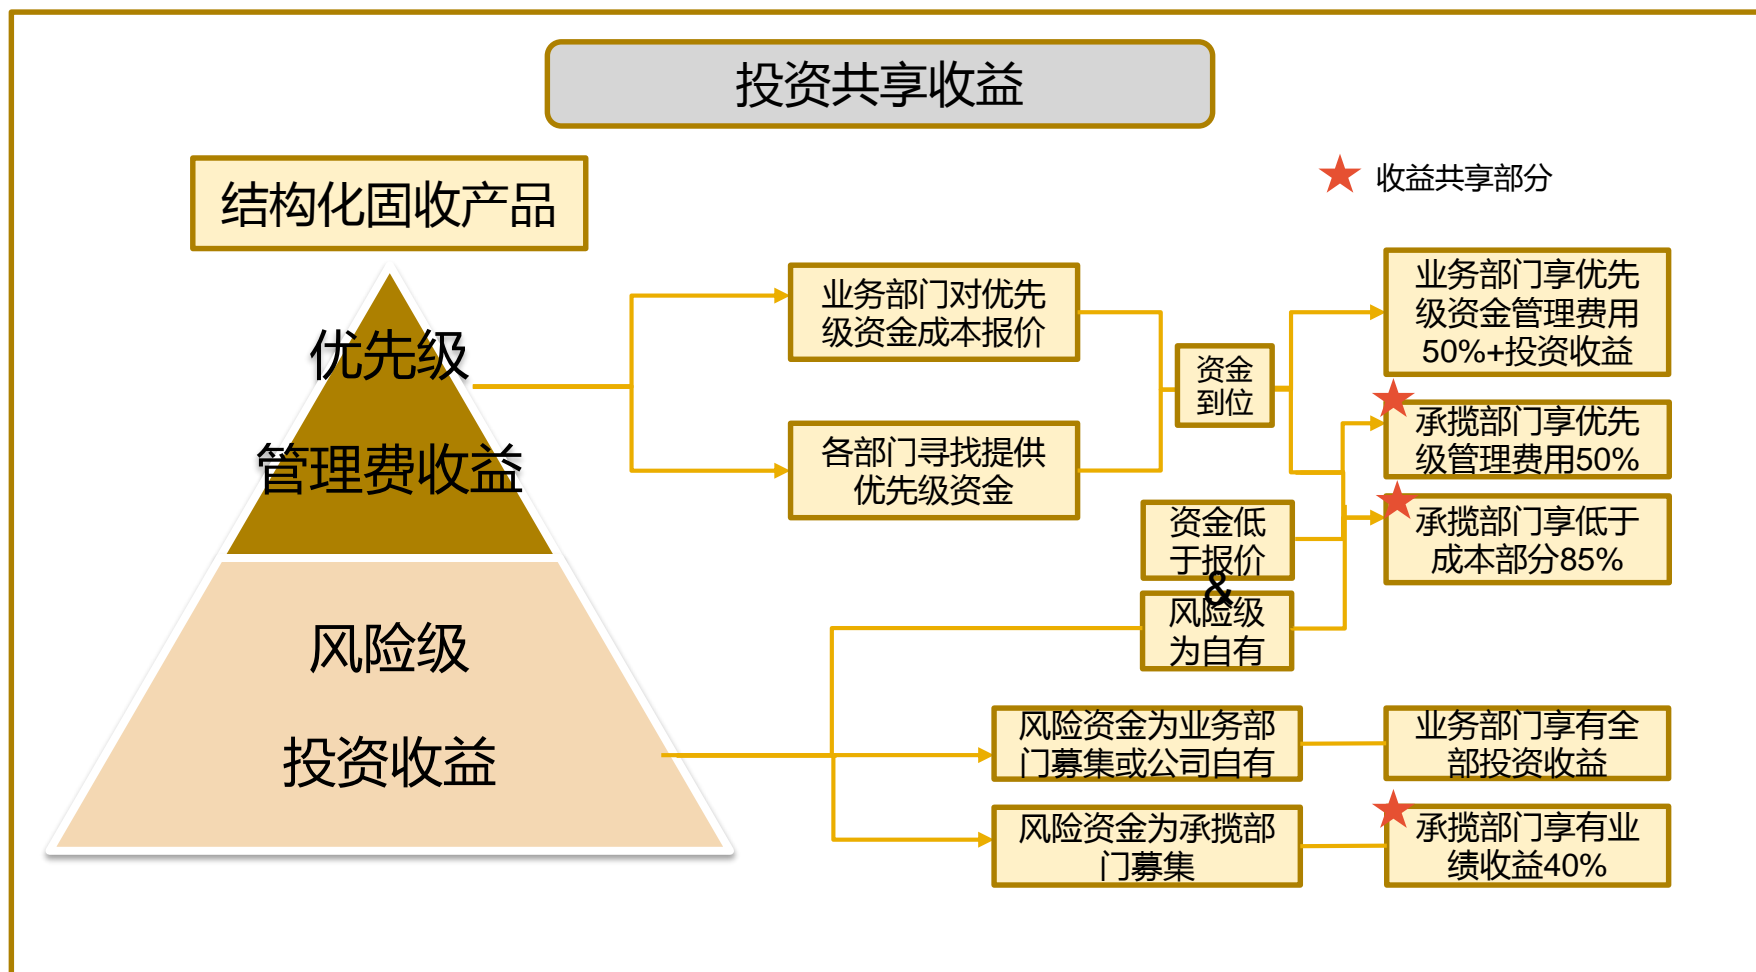 投资共享收益
结构化固收产品
收益共享部分
优先级
管理费收益
风险级
投资收益
业务部门对优先
级资金成本报价
各部门寻找提供
优先级资金
资金
到位
资金低
于报价
&
风险级
为自有
风险资金为业务部
门募集或公司自有
风险资金为承揽部
门募集
业务部门享优先
级资金管理费用
50%+投资收益
承揽部门享优先
级管理费用50%
承揽部门享低于
成本部分85%
业务部门享有全
部投资收益
承揽部门享有业
绩收益40%